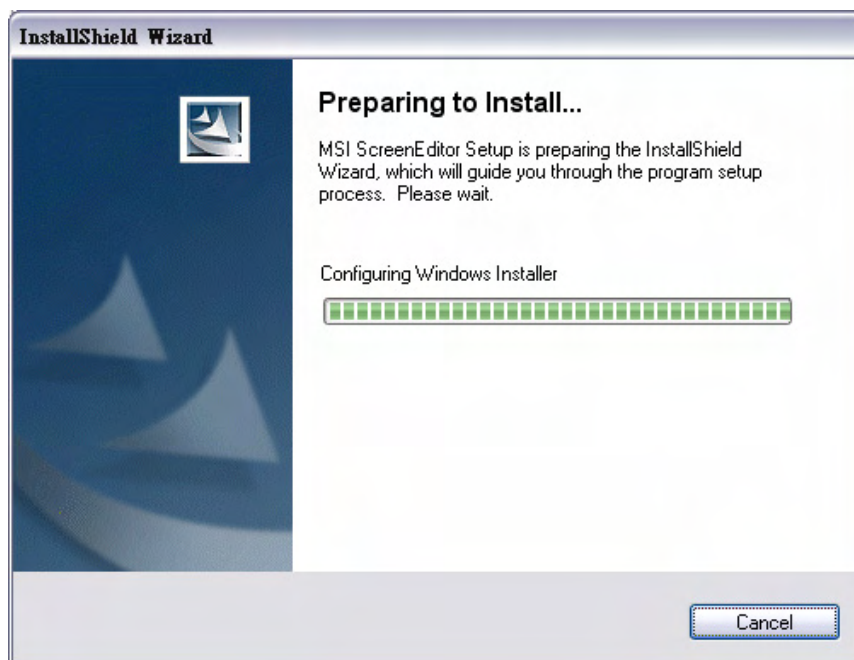 InstallShield Wizard
Preparing to Install...
MSI ScreenEditor Setup is preparing the InstallShield
Wizard, which will guide you through the program setup
process.  Please wait.
Configuring Windows Installer
Cancel